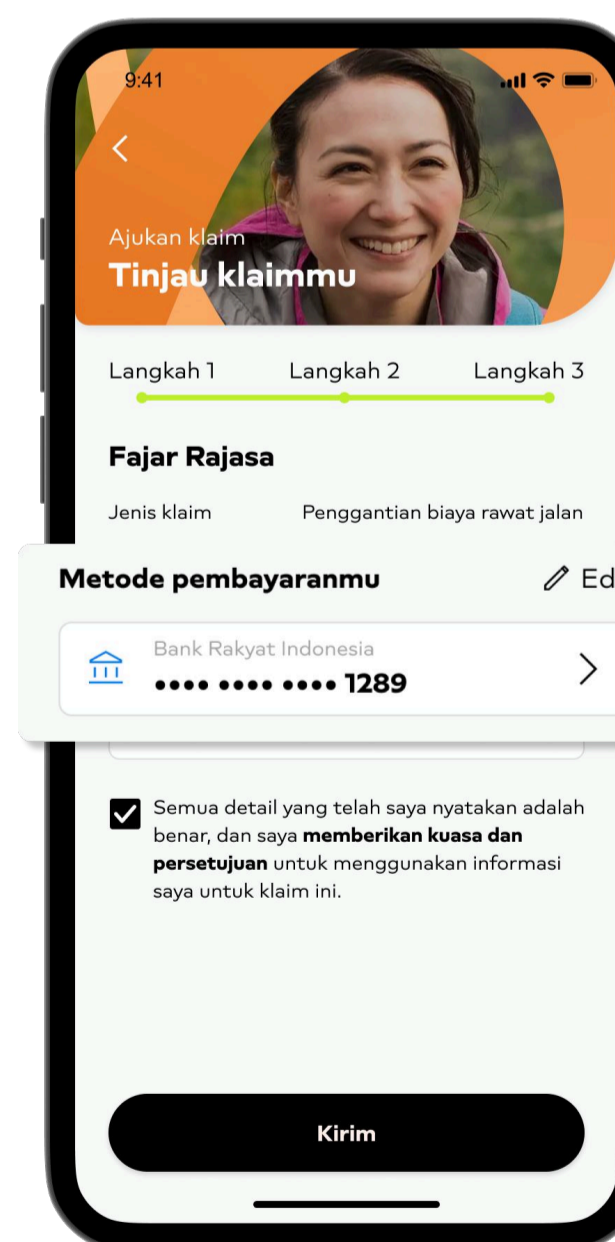 9:41
Ajukan klaim
Tinjau klaimmu
Langkah 1 Langkah 2 Langkah 3
Fajar Rajasa
Jenis klaim Penggantian biaya rawat jalan
Metode pembayaranmu Ed
Bank Rakyat Indonesia
•••• •••• •••• 1289
Semua detail yang telah saya nyatakan adalah
benar, dan saya memberikan kuasa dan
persetujuan untuk menggunakan informasi
saya untuk klaim ini.
Kirim